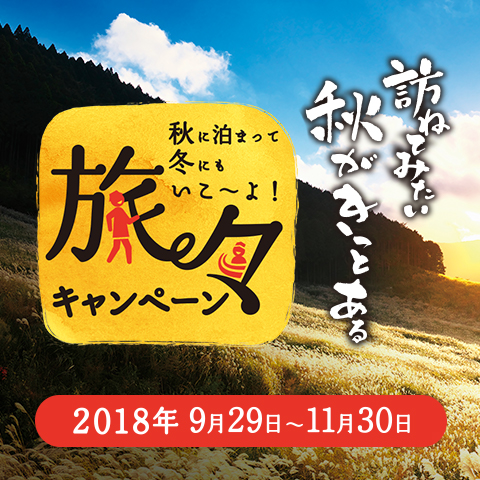 訪ねてみたい
秋がきっとある
秋に泊まって
冬にも
いこ～よ！
旅々
キャンペーン
2018年 9月29日～11月30日